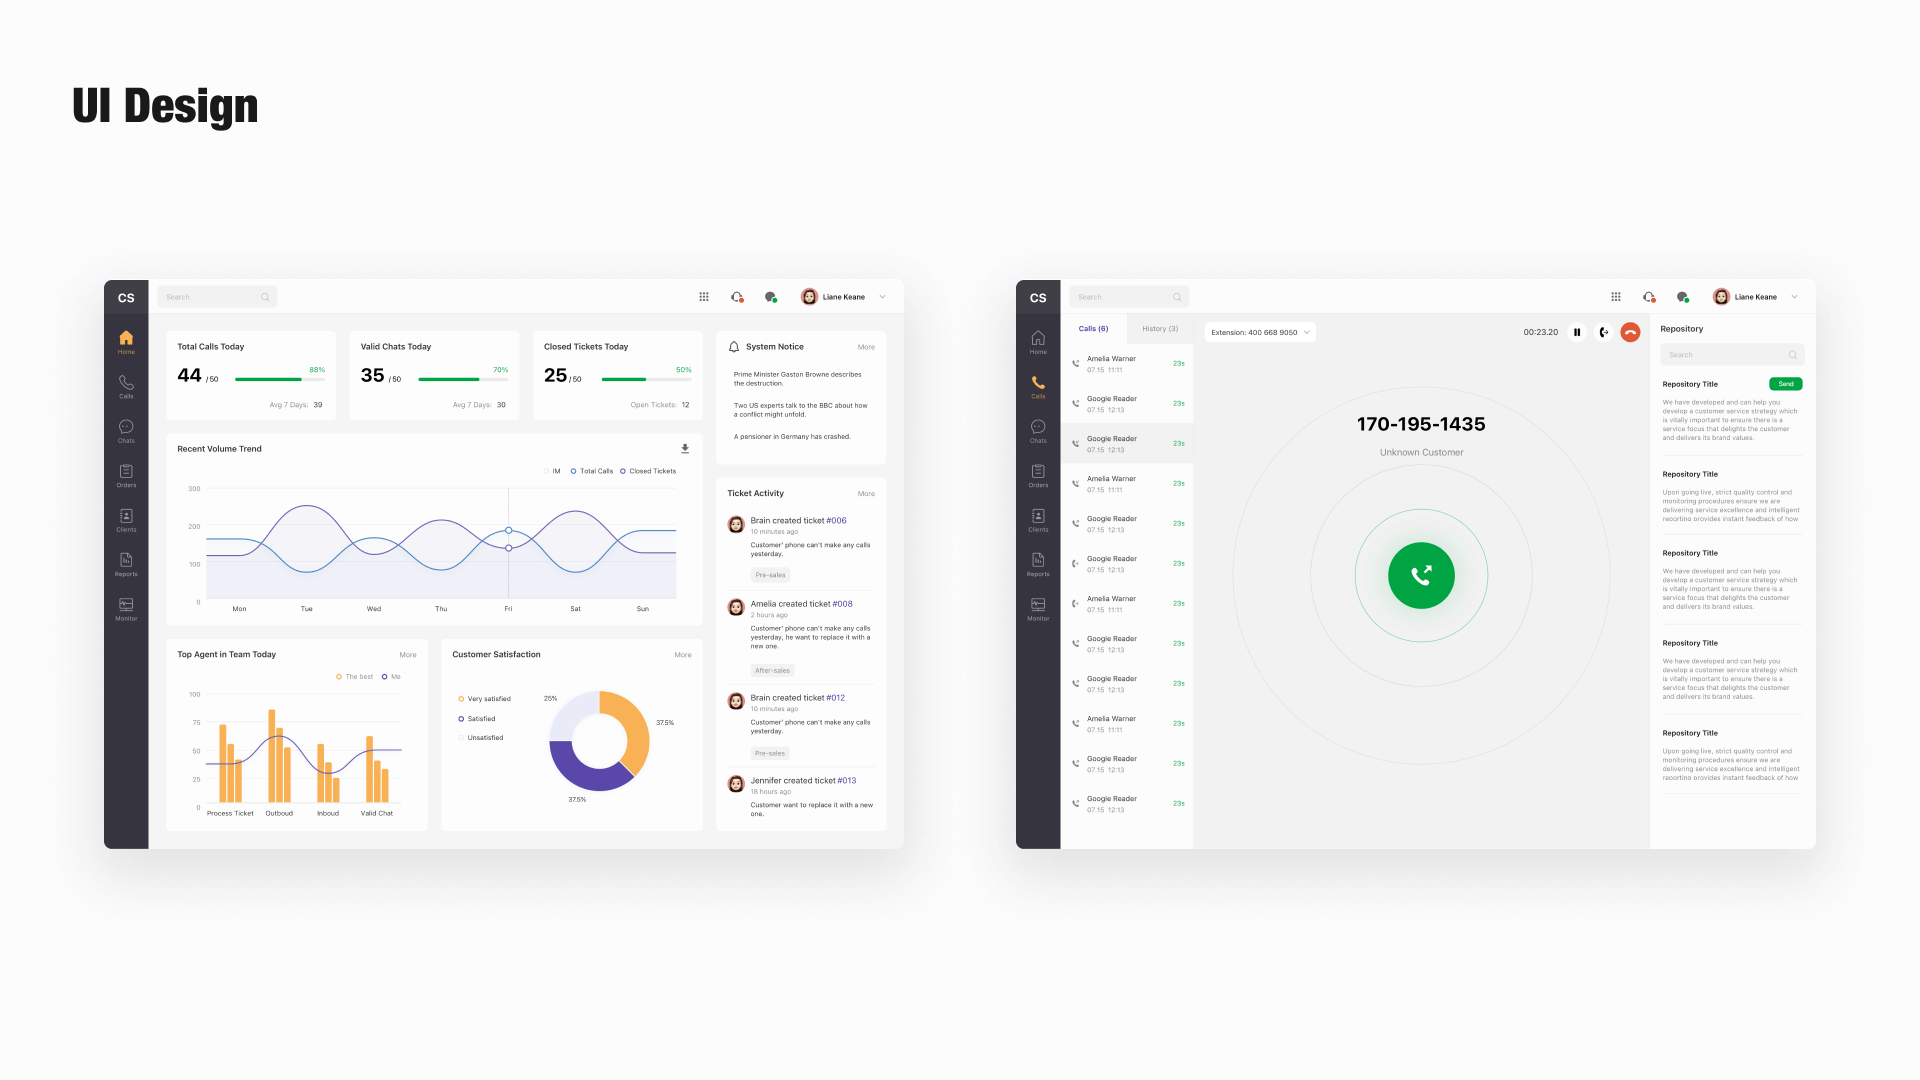 UI Design
CS
Search
Liane Keane
Home
Calls
Chats
Orders
Clients
Reports
Monitor
Total Calls Today
44 / 50
88%
Avg 7 Days: 39
Valid Chats Today
35 / 50
70%
Avg 7 Days: 30
Closed Tickets Today
25 / 50
50%
Open Tickets: 12
System Notice
More
Prime Minister Gaston Browne describes
the destruction.
Two US experts talk to the BBC about how
a conflict might unfold.
A pensioner in Germany has crashed.
Recent Volume Trend
IM
Total Calls
Closed Tickets
300
200
100
0
Mon
Tue
Wed
Thu
Fri
Sat
Sun
Ticket Activity
More
Brain created ticket #006
10 minutes ago
Customer' phone can't make any calls
yesterday.
Pre-sales
Amelia created ticket #008
2 hours ago
Customer' phone can't make any calls
yesterday, he want to replace it with a
new one.
After-sales
Brain created ticket #012
10 minutes ago
Customer' phone can't make any calls
yesterday.
Pre-sales
Jennifer created ticket #013
18 hours ago
Customer want to replace it with a new
one.
Top Agent in Team Today
More
The best
Me
100
75
50
25
0
Process Ticket
Outboud
Inboud
Valid Chat
Customer Satisfaction
More
Very satisfied
Satisfied
Unsatisfied
25%
37.5%
37.5%
CS
Search
Liane Keane
Home
Calls
Chats
Orders
Clients
Reports
Monitor
Calls (6)
History (3)
Amelia Warner
07.15 11:11
23s
Google Reader
07.15 12:13
23s
Google Reader
07.15 12:13
23s
Amelia Warner
07.15 11:11
23s
Google Reader
07.15 12:13
23s
Google Reader
07.15 12:13
23s
Amelia Warner
07.15 11:11
23s
Google Reader
07.15 12:13
23s
Google Reader
07.15 12:13
23s
Amelia Warner
07.15 11:11
23s
Google Reader
07.15 12:13
23s
Google Reader
07.15 12:13
23s
Extension: 400 668 9050
00:23.20
170-195-1435
Unknown Customer
Repository
Search
Repository Title
Send
We have developed and can help you
develop a customer service strategy which
is vitally important to ensure there is a
service focus that delights the customer
and delivers its brand values.
Repository Title
Upon going live, strict quality control and
monitoring procedures ensure we are
delivering service excellence and intelligent
reporting provides instant feedback of how
Repository Title
We have developed and can help you
develop a customer service strategy which
is vitally important to ensure there is a
service focus that delights the customer
and delivers its brand values.
Repository Title
We have developed and can help you
develop a customer service strategy which
is vitally important to ensure there is a
service focus that delights the customer
and delivers its brand values.
Repository Title
Upon going live, strict quality control and
monitoring procedures ensure we are
delivering service excellence and intelligent
reporting provides instant feedback of how